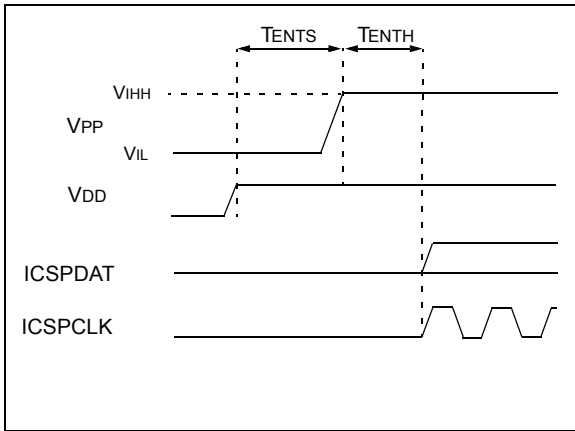 TENTS TENTH
VIHH
VPP
VIL
VDD
ICSPDAT
ICSPCLK